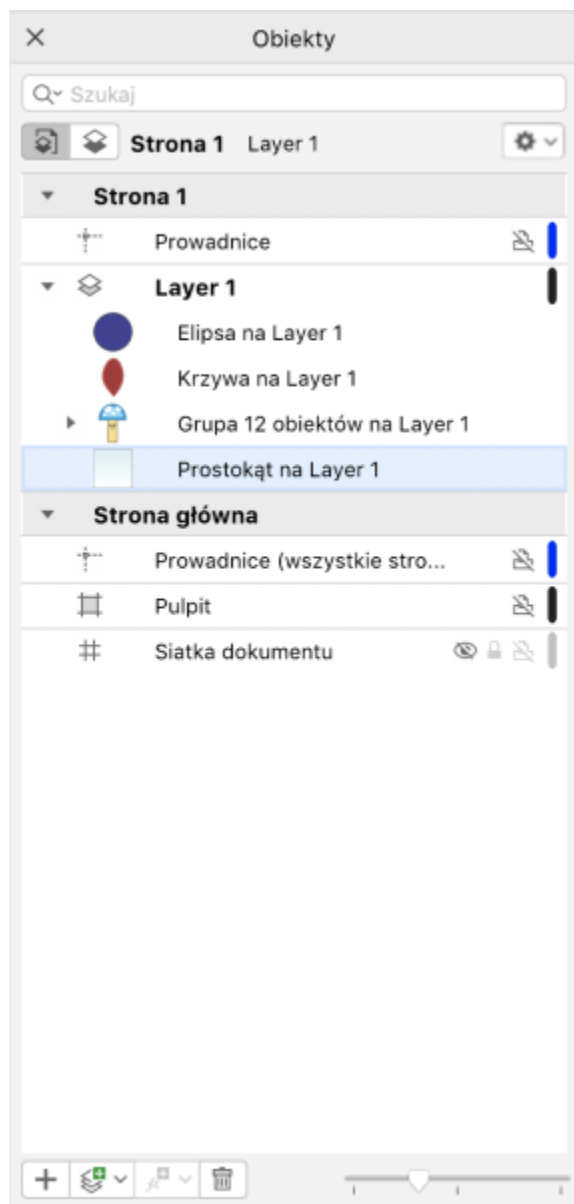 Obiekty
Szukaj
Strona 1 Layer 1
Strona 1
Prowadnice
Layer 1
Elipsa na Layer 1
Krzywa na Layer 1
Grupa 12 obiektów na Layer 1
Prostokąt na Layer 1
Strona główna
Prowadnice (wszystkie stro...
Pulpit
Siatka dokumentu